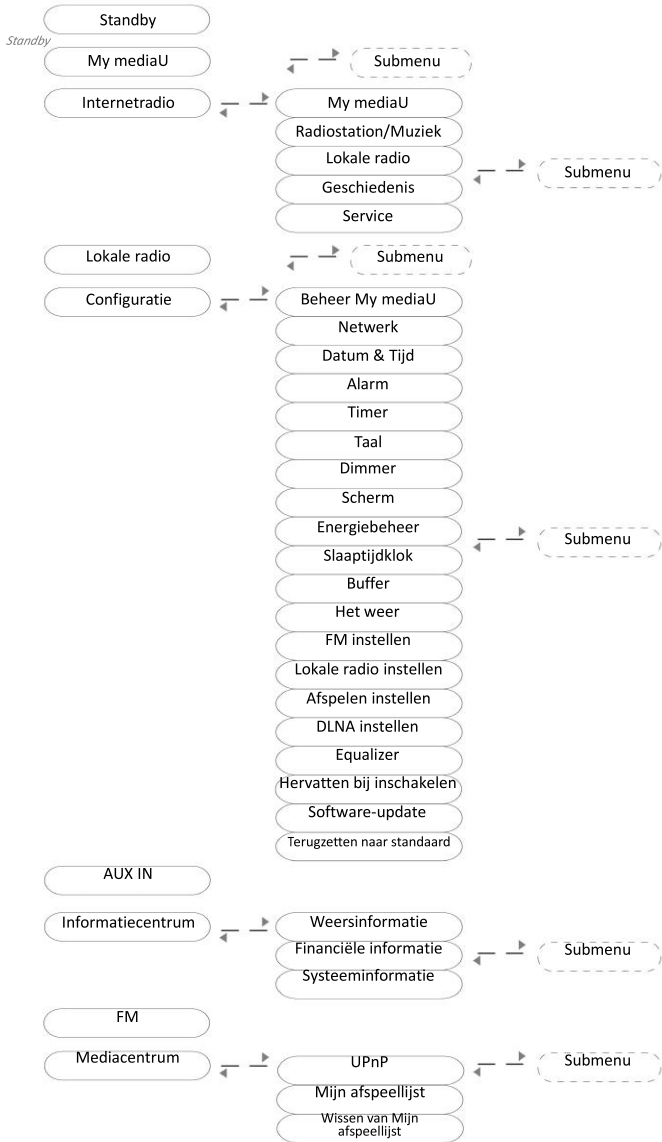 Standby
Standby
My mediaU
Submenu
Internetradio
My mediaU
Radiostation/Muziek
Lokale radio
Submenu
Geschiedenis
Service
Lokale radio
Submenu
Configuratie
Beheer My mediaU
Netwerk
Datum & Tijd
Alarm
Timer
Taal
Dimmer
Scherm
Energiebeheer
Submenu
Slaaptijdklok
Buffer
Het weer
FM instellen
Lokale radio instellen
Afspelen instellen
DLNA instellen
Equalizer
Hervatten bij inschakelen
Software-update
Terugzetten naar standaard
AUX IN
Informatiecentrum
Weersinformatie
Financiële informatie
Submenu
Systeeminformatie
FM
Mediacentrum
UPnP
Submenu
Mijn afspeellijst
Wissen van Mijn
afspeellijst